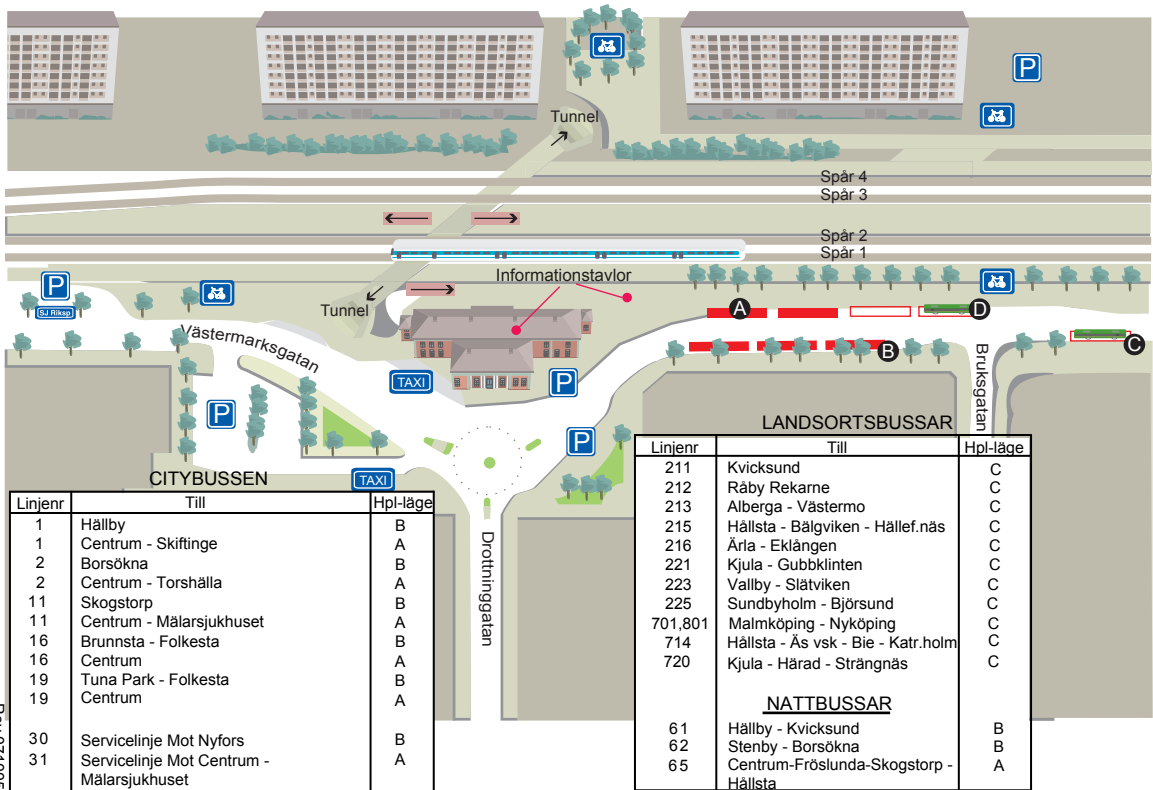 P
Tunnel
Spår 4
Spår 3
Spår 2
Spår 1
Informationstavlor
P
SJ Riksp
Tunnel
Västermarksgatan
A
D
B
C
TAXI
P
P
P
Bruksgatan
Drottninggatan
TAXI
CITYBUSSEN
Linjenr Till Hpl-läge
1 Hällby B
1 Centrum - Skiftinge A
2 Borsökna B
2 Centrum - Torshälla A
11 Skogstorp B
11 Centrum - Mälarsjukhuset A
16 Brunnsta - Folkesta B
16 Centrum A
19 Tuna Park - Folkesta B
19 Centrum A
30 Servicelinje Mot Nyfors B
31 Servicelinje Mot Centrum - A
Mälarsjukhuset
LANDSORTSBUSSAR
Linjenr Till Hpl-läge
211 Kvicksund C
212 Råby Rekarne C
213 Alberga - Västermo C
215 Hållsta - Bälgviken - Hällef.näs C
216 Ärla - Eklången C
221 Kjula - Gubbklinten C
223 Vallby - Slätviken C
225 Sundbyholm - Björsund C
701,801 Malmköping - Nyköping C
714 Hållsta - Äs vsk - Bie - Katr.holm C
720 Kjula - Härad - Strängnäs C
NATTBUSSAR
61 Hällby - Kvicksund B
62 Stenby - Borsökna B
65 Centrum-Fröslunda-Skogstorp - A
Hållsta